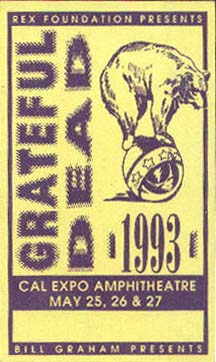 REX FOUNDATION PRESENTS
GRATEFUL
DEAD
1993
CAL EXPO AMPHITHEATRE
MAY 25, 26 & 27
BILL GRAHAM PRESENTS